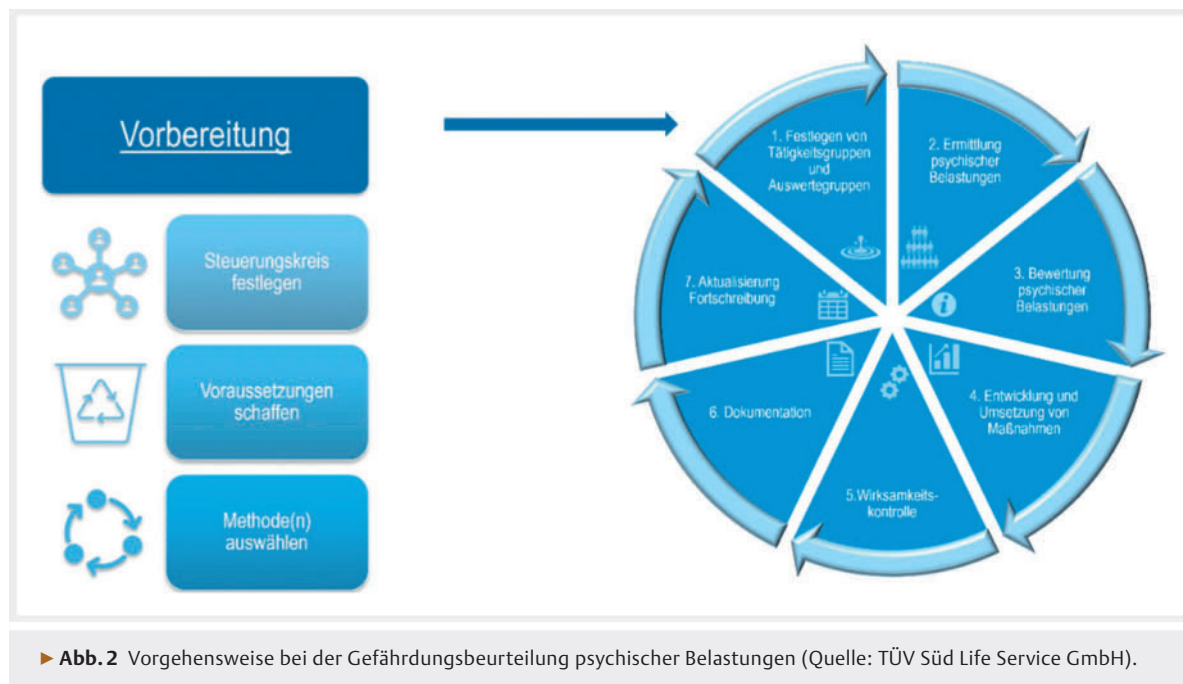 Vorbereitung
Steuerungskreis
festlegen
Voraussetzungen
schaffen
Methode(n)
auswählen
1. Festlegen von
Tätigkeitsgruppen
und
Auswertegruppen
2. Ermittlung
psychischer
Belastungen
3. Bewertung
psychischer
Belastungen
4. Entwicklung und
Umsetzung von
Maßnahmen
5.Wirksamkeits-
kontrolle
6. Dokumentation
7. Aktualisierung
Fortschreibung
► Abb. 2 Vorgehensweise bei der Gefährdungsbeurteilung psychischer Belastungen (Quelle: TÜV Süd Life Service GmbH).